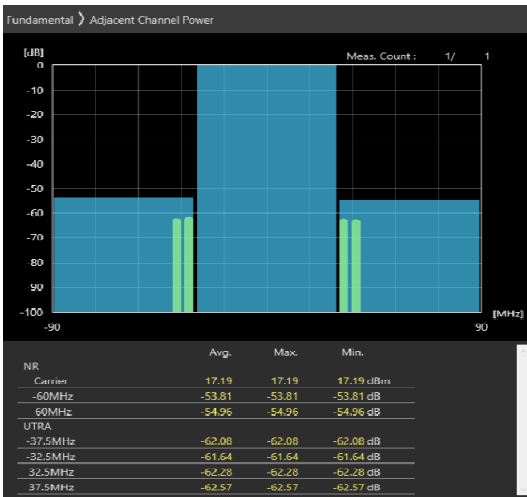 Fundamental 》 Adjacent Channel Power
[dB]
Meas. Count : 1/ 1
0
-10
-20
-30
-40
-50
-60
-70
-80
-90
-100
[MHz]
-90 90
Avg. Max. Min.
NR
Carrier 17.19 17.19 17.19 dBm
-60MHz -53.81 -53.81 -53.81 dB
60MHz -54.96 -54.96 -54.96 dB
UTRA
-37.5MHz -62.08 -62.08 -62.08 dB
-32.5MHz -61.64 -61.64 -61.64 dB
32.5MHz -62.28 -62.28 -62.28 dB
37.5MHz -62.57 -62.57 -62.57 dB